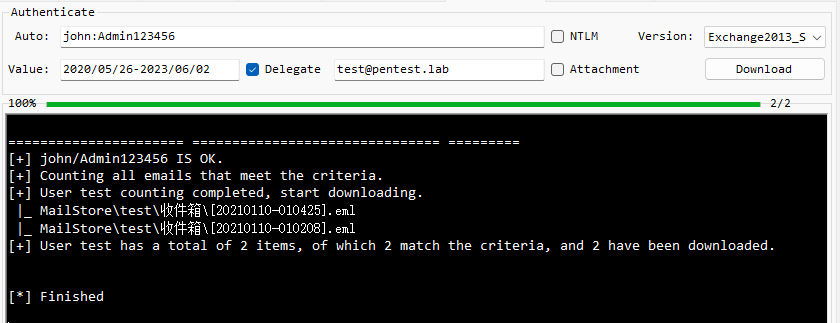 Authenticate
Auto: john:Admin123456 NTLM Version: Exchange2013_S
Value: 2020/05/26-2023/06/02 Delegate test@pentest.lab Attachment Download
100% 2/2
====================== =============================== =========
[+] john/Admin123456 IS OK.
[+] Counting all emails that meet the criteria.
[+] User test counting completed, start downloading.
|_ MailStore\test\收件箱\[20210110-010425].eml
|_ MailStore\test\收件箱\[20210110-010208].eml
[+] User test has a total of 2 items, of which 2 match the criteria, and 2 have been downloaded.
[*] Finished